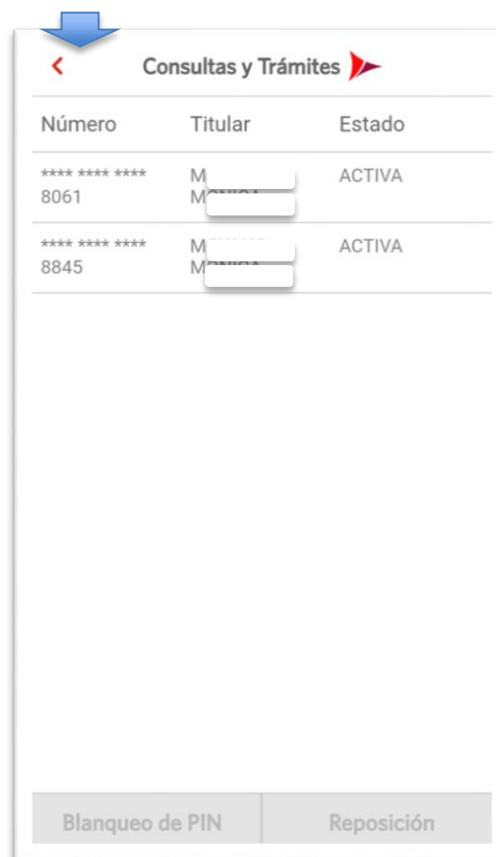 Consultas y Trámites
Número Titular Estado
**** **** **** M ACTIVA
8061
**** **** **** M ACTIVA
8845
Blanqueo de PIN Reposición